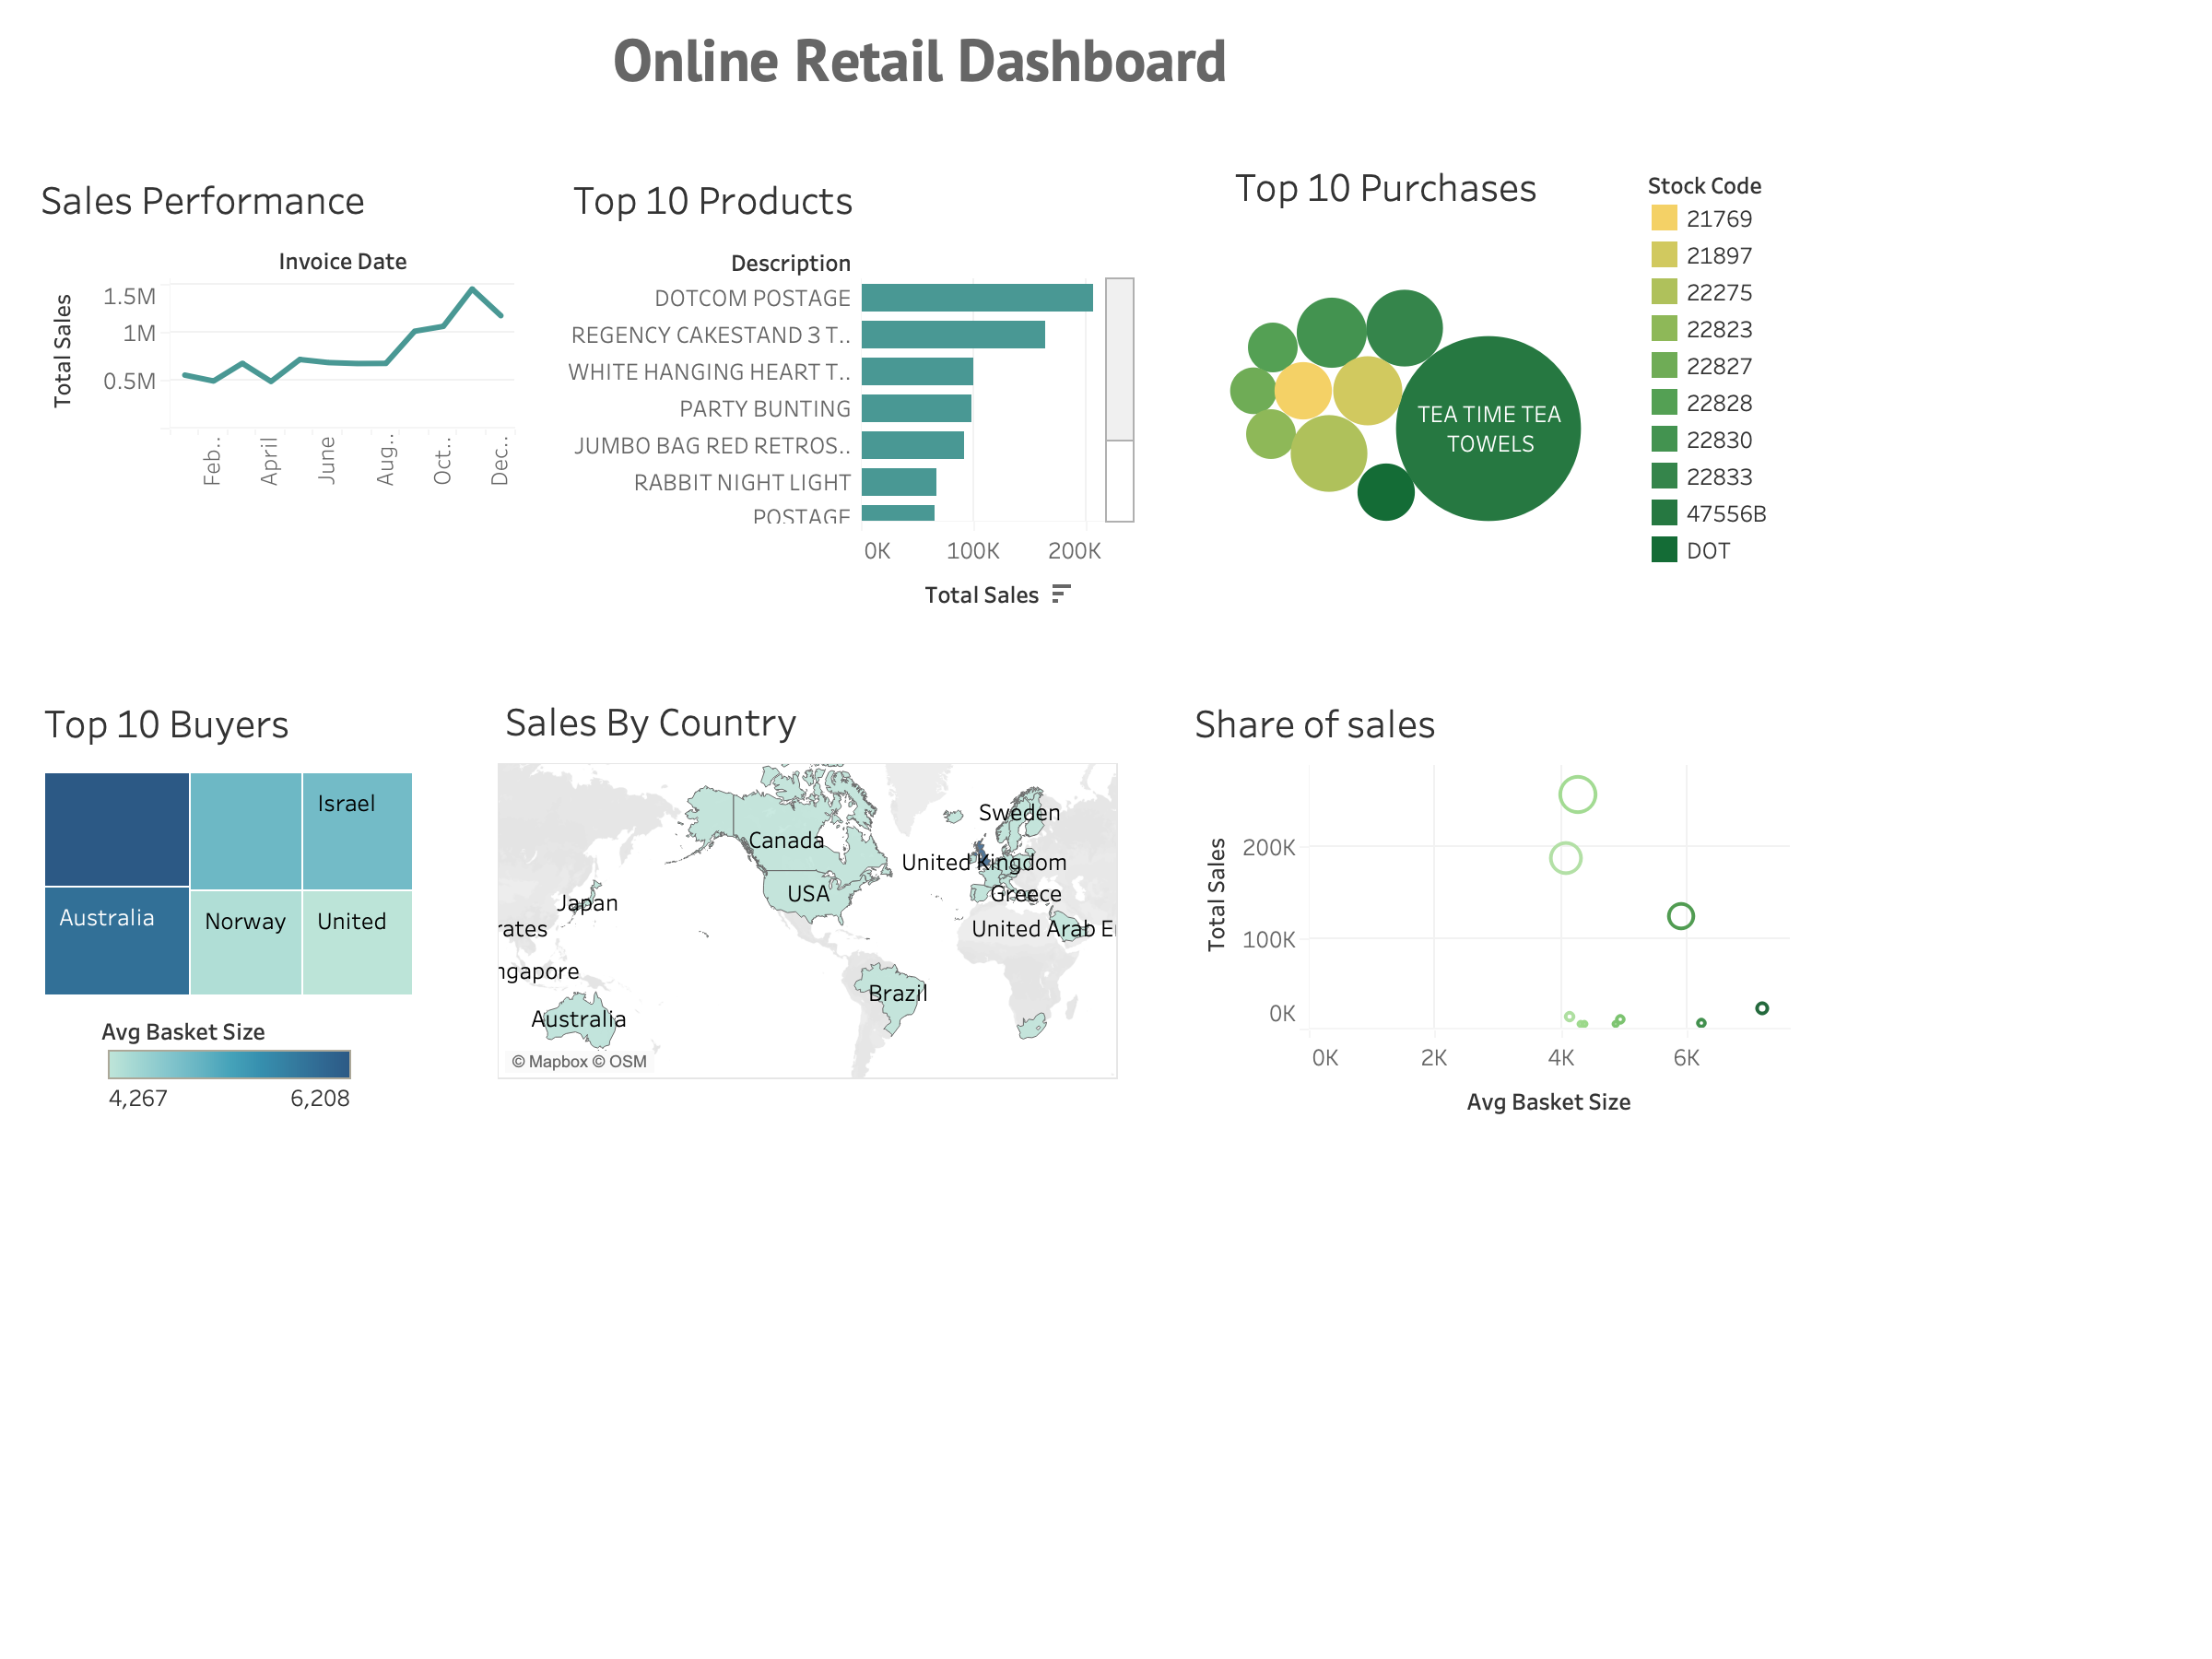 Online Retail Dashboard
Sales Performance
Invoice Date
Total Sales
1.5M
1M
0.5M
Feb..
April
June
Aug..
Oct..
Dec..
Top 10 Products
Description
DOTCOM POSTAGE
REGENCY CAKESTAND 3 T..
WHITE HANGING HEART T..
PARTY BUNTING
JUMBO BAG RED RETROS..
RABBIT NIGHT LIGHT
POSTAGE
0K
100K
200K
Total Sales
Top 10 Purchases
TEA TIME TEA
TOWELS
Stock Code
21769
21897
22275
22823
22827
22828
22830
22833
47556B
DOT
Top 10 Buyers
Israel
Australia
Norway
United
Avg Basket Size
4,267
6,208
Sales By Country
Sweden
Canada
United Kingdom
USA
Greece
Japan
rates
United Arab E
ngapore
Brazil
Australia
© Mapbox © OSM
Share of sales
Total Sales
200K
100K
0K
0K
2K
4K
6K
Avg Basket Size